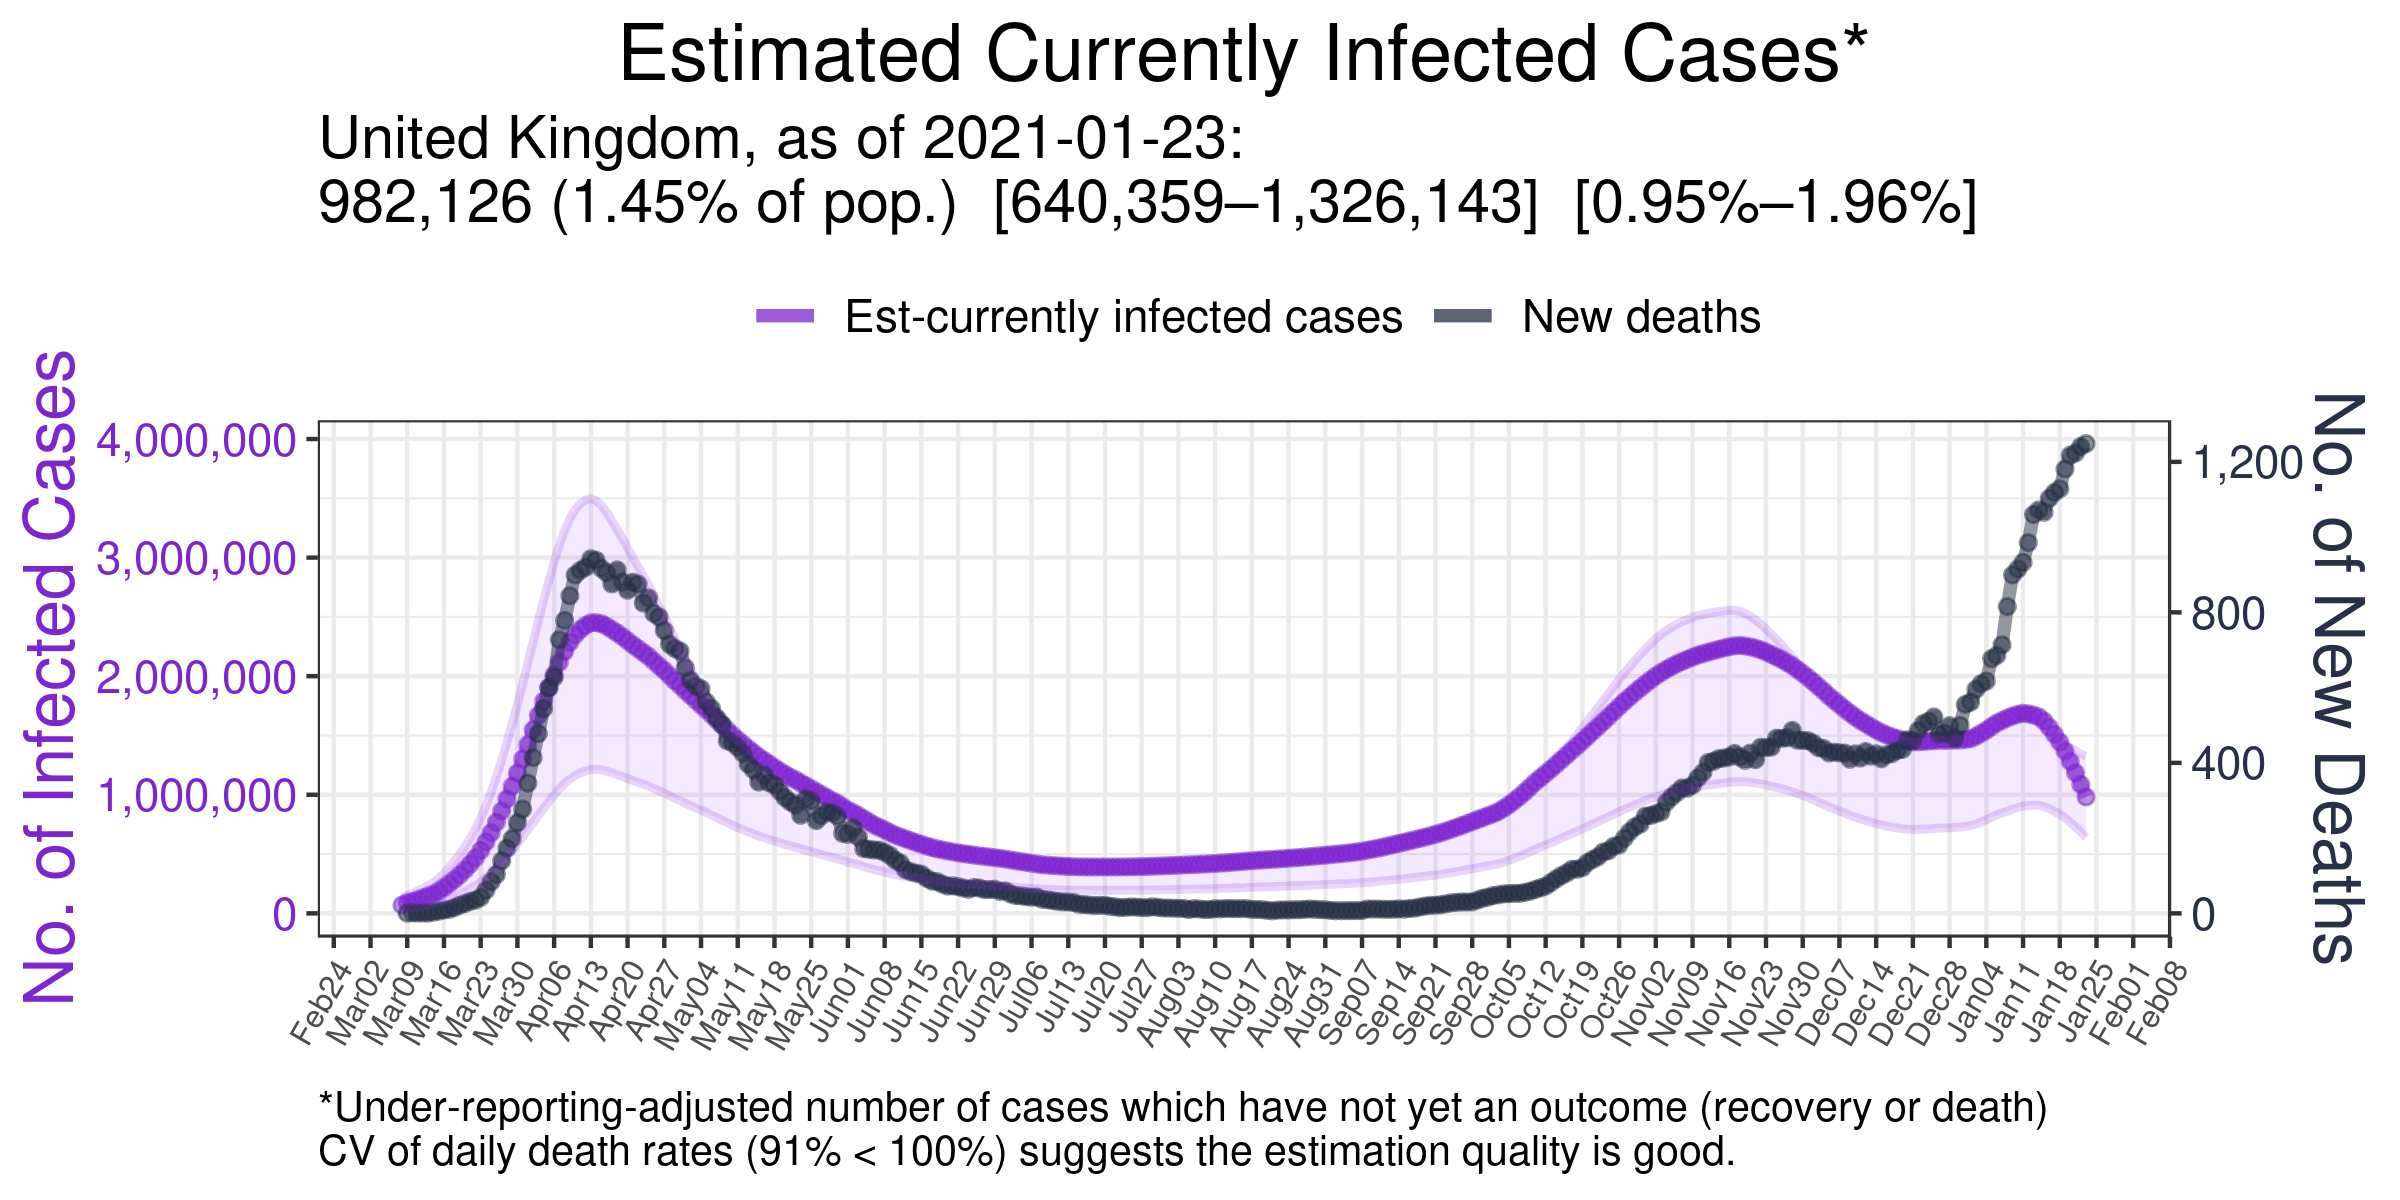 Estimated Currently Infected Cases*
United Kingdom, as of 2021-01-23:
982,126 (1.45% of pop.) [640,359–1,326,143] [0.95%–1.96%]
Est-currently infected cases
New deaths
No. of Infected Cases
4,000,000
3,000,000
2,000,000
1,000,000
0
1,200
800
400
0
No. of New Deaths
Feb24
Mar02
Mar09
Mar16
Mar23
Mar30
Apr06
Apr13
Apr20
Apr27
May04
May11
May18
May25
Jun01
Jun08
Jun15
Jun22
Jun29
Jul06
Jul13
Jul20
Jul27
Aug03
Aug10
Aug17
Aug24
Aug31
Sep07
Sep14
Sep21
Sep28
Oct05
Oct12
Oct19
Oct26
Nov02
Nov09
Nov16
Nov23
Nov30
Dec07
Dec14
Dec21
Dec28
Jan04
Jan11
Jan18
Jan25
Feb01
Feb08
*Under-reporting-adjusted number of cases which have not yet an outcome (recovery or death)
CV of daily death rates (91% < 100%) suggests the estimation quality is good.